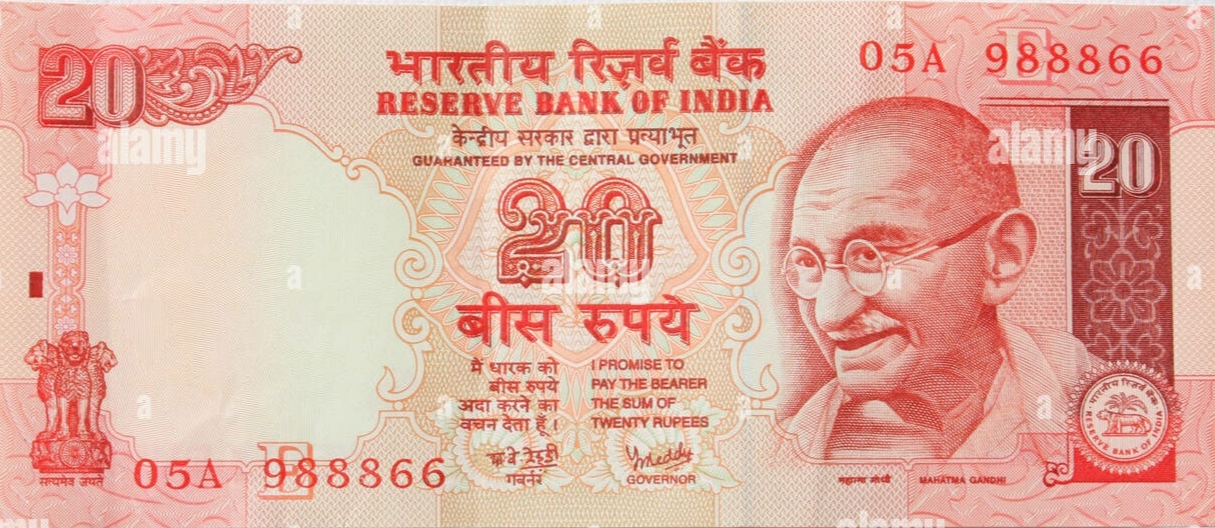 20
भारतीय रिज़र्व बैंक
RESERVE BANK OF INDIA
केन्द्रीय सरकार द्वारा प्रत्याभूत
GUARANTEED BY THE CENTRAL GOVERNMENT
05A 988866
20
20
बीस रुपये
मैं धारक को
बीस रुपये
अदा करने का
वचन देता हूँ।
I PROMISE TO
PAY THE BEARER
THE SUM OF
TWENTY RUPEES
गवर्नर
GOVERNOR
सत्यमेव जयते
05A 988866
E
E
महात्मा गांधी
MAHATMA GANDHI
भारतीय रिज़र्व बैंक
RESERVE BANK OF INDIA
alamy
alamy
alamy
a